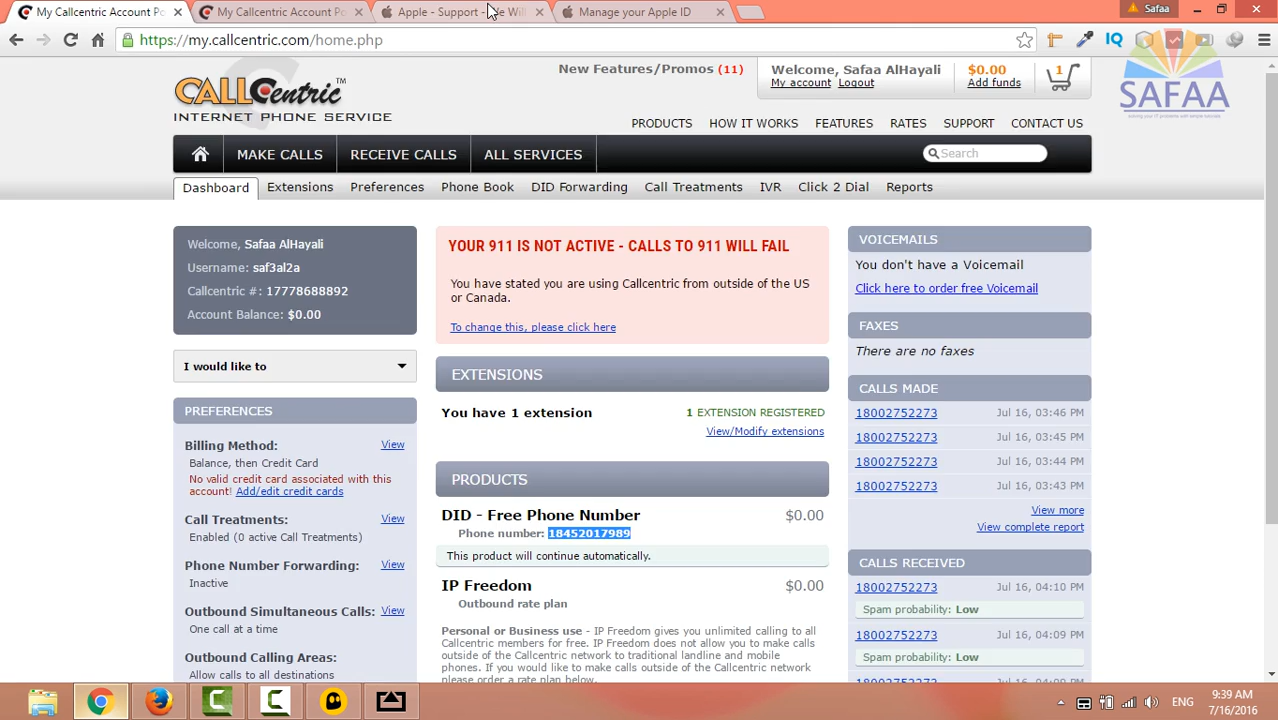 My Callcentric Account Po
My Callcentric Account Po
Apple - Support -
Manage your Apple ID
Safaa
https://my.callcentric.com/home.php
SAFAA
CALLCentric™
INTERNET PHONE SERVICE
New Features/Promos (11)
Welcome, Safaa AlHayali
My account Logout
$0.00
Add funds
1
PRODUCTS HOW IT WORKS FEATURES RATES SUPPORT CONTACT US
MAKE CALLS RECEIVE CALLS ALL SERVICES
Search
Dashboard Extensions Preferences Phone Book DID Forwarding Call Treatments IVR Click 2 Dial Reports
Welcome, Safaa AlHayali
Username: saf3al2a
Callcentric #: 17778688892
Account Balance: $0.00
I would like to
PREFERENCES
Billing Method: View
Balance, then Credit Card
No valid credit card associated with this
account! Add/edit credit cards
Call Treatments: View
Enabled (0 active Call Treatments)
Phone Number Forwarding: View
Inactive
Outbound Simultaneous Calls: View
One call at a time
Outbound Calling Areas:
Allow calls to all destinations
YOUR 911 IS NOT ACTIVE - CALLS TO 911 WILL FAIL
You have stated you are using Callcentric from outside of the US
or Canada.
To change this, please click here
EXTENSIONS
You have 1 extension 1 EXTENSION REGISTERED
View/Modify extensions
PRODUCTS
DID - Free Phone Number $0.00
Phone number: 18452017989
This product will continue automatically.
IP Freedom $0.00
Outbound rate plan
Personal or Business use - IP Freedom gives you unlimited calling to all
Callcentric members for free. IP Freedom does not allow you to make calls
outside of the Callcentric network to traditional landline and mobile
phones. If you would like to make calls outside of the Callcentric network
please order a rate plan below.
VOICEMAILS
You don't have a Voicemail
Click here to order free Voicemail
FAXES
There are no faxes
CALLS MADE
18002752273 Jul 16, 03:46 PM
18002752273 Jul 16, 03:45 PM
18002752273 Jul 16, 03:44 PM
18002752273 Jul 16, 03:43 PM
View more
View complete report
CALLS RECEIVED
18002752273 Jul 16, 04:10 PM
Spam probability: Low
18002752273 Jul 16, 04:09 PM
Spam probability: Low
ENG
9:39 AM
7/16/2016